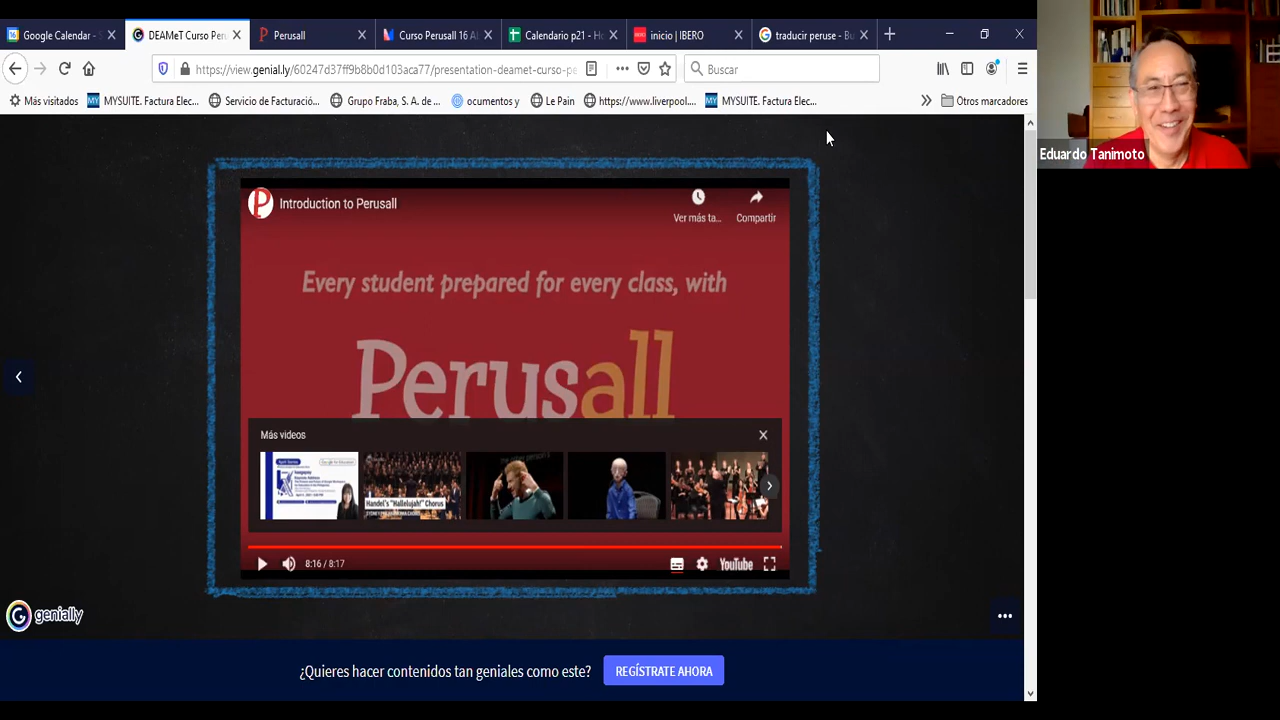 Google Calendar - S
DEAMeT Curso Peru
Perusall
Curso Perusall 16 Ab
Calendario p21 - Ho
inicio | IBERO
traducir peruse - Bu
https://view.genial.ly/60247d37ff9b8b0d103aca77/presentation-deamet-curso-pe
Buscar
Más visitados
MYSUITE. Factura Elec...
Servicio de Facturació...
Grupo Fraba, S. A. de ...
ocumentos y
Le Pain
https://www.liverpool....
MYSUITE. Factura Elec...
Otros marcadores
Eduardo Tanimoto
Introduction to Perusall
Ver más ta...
Compartir
Every student prepared for every class, with
Perusall
Más videos
Handel's "Hallelujah!" Chorus
8:16 / 8:17
YouTube
genially
¿Quieres hacer contenidos tan geniales como este?
REGÍSTRATE AHORA